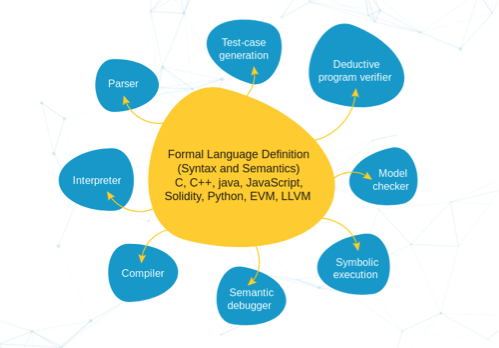 Test-case
generation
Deductive
program verifier
Parser
Formal Language Definition
(Syntax and Semantics)
C, C++, java, JavaScript,
Solidity, Python, EVM, LLVM
Interpreter
Model
checker
Compiler
Symbolic
execution
Semantic
debugger